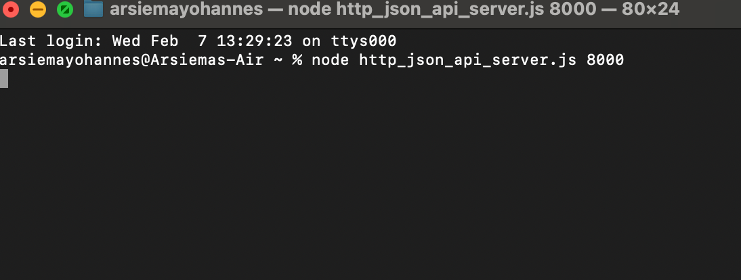 arsiemayohannes — node http_json_api_server.js 8000 — 80×24
Last login: Wed Feb  7 13:29:23 on ttys000
arsiemayohannes@Arsiemas-Air ~ % node http_json_api_server.js 8000